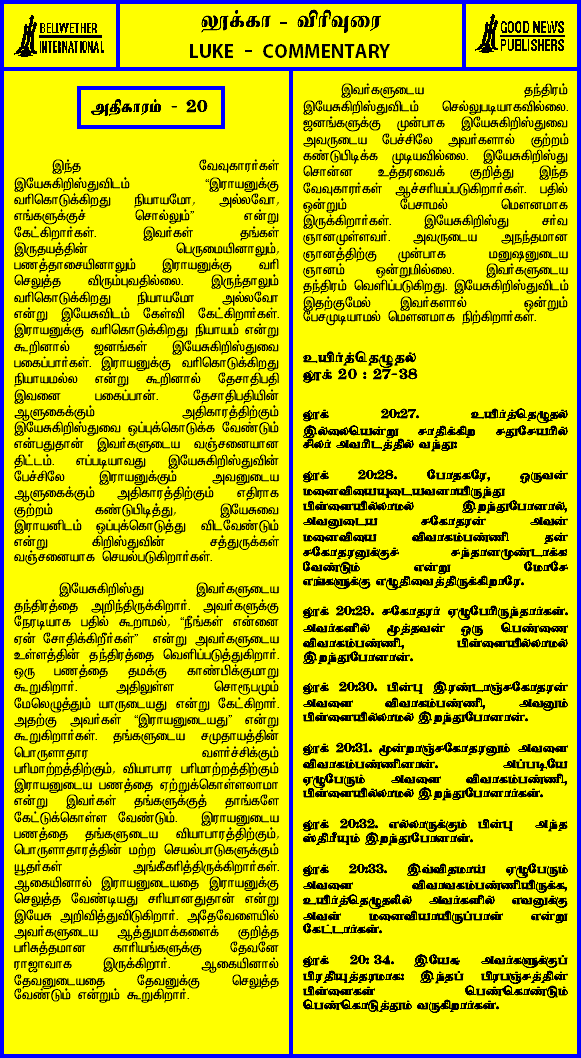 BELWETHER
INTERNATIONAL
லூக்கா - விரிவுரை
LUKE - COMMENTARY
GOOD NEWS
PUBLISHERS
அதிகாரம் - 20
இந்த வேவுகாரர்கள்
இயேசுகிறிஸ்துவிடம் “இராயனுக்கு
வரிகொடுக்கிறது நியாயமோ, அல்லவோ,
எங்களுக்குச் சொல்லும்” என்று
கேட்கிறார்கள். இவர்கள் தங்கள்
இருதயத்தின் பெருமையினாலும்,
பணத்தாசையினாலும் இராயனுக்கு வரி
செலுத்த விரும்புவதில்லை. இருந்தாலும்
வரிகொடுக்கிறது நியாயமோ அல்லவோ
என்று இயேசுவிடம் கேள்வி கேட்கிறார்கள்.
இராயனுக்கு வரிகொடுக்கிறது நியாயம் என்று
கூறினால் ஜனங்கள் இயேசுகிறிஸ்துவை
பகைப்பார்கள். இராயனுக்கு வரிகொடுக்கிறது
நியாயமல்ல என்று கூறினால் தேசாதிபதி
இவனை பகைப்பான். தேசாதிபதியின்
ஆளுகைக்கும் அதிகாரத்திற்கும்
இயேசுகிறிஸ்துவை ஒப்புக்கொடுக்க வேண்டும்
என்பதுதான் இவர்களுடைய வஞ்சனையான
திட்டம். எப்படியாவது இயேசுகிறிஸ்துவின்
பேச்சிலே இராயனுக்கும் அவனுடைய
ஆளுகைக்கும் அதிகாரத்திற்கும் எதிராக
குற்றம் கண்டுபிடித்து, இயேசுவை
இராயனிடம் ஒப்புக்கொடுத்து விடவேண்டும்
என்று கிறிஸ்துவின் சத்துருக்கள்
வஞ்சனையாக செயல்படுகிறார்கள்.
இயேசுகிறிஸ்து இவர்களுடைய
தந்திரத்தை அறிந்திருக்கிறார். அவர்களுக்கு
நேரடியாக பதில் கூறாமல், “நீங்கள் என்னை
ஏன் சோதிக்கிறீர்கள்” என்று அவர்களுடைய
உள்ளத்தின் தந்திரத்தை வெளிப்படுத்துகிறார்.
ஒரு பணத்தை தமக்கு காண்பிக்குமாறு
கூறுகிறார். அதிலுள்ள சொரூபமும்
மேலெழுத்தும் யாருடையது என்று கேட்கிறார்.
அதற்கு அவர்கள் “இராயனுடையது” என்று
கூறுகிறார்கள். தங்களுடைய சமுதாயத்தின்
பொருளாதார வளர்ச்சிக்கும்
பரிமாற்றத்திற்கும், வியாபார பரிமாற்றத்திற்கும்
இராயனுடைய பணத்தை ஏற்றுக்கொள்ளலாமா
என்று இவர்கள் தங்களுக்குத் தாங்களே
கேட்டுக்கொள்ள வேண்டும். இராயனுடைய
பணத்தை தங்களுடைய வியாபாரத்திற்கும்,
பொருளாதாரத்தின் மற்ற செயல்பாடுகளுக்கும்
யூதர்கள் அங்கீகரித்திருக்கிறார்கள்.
ஆகையினால் இராயனுடையதை இராயனுக்கு
செலுத்த வேண்டியது சரியானதுதான் என்று
இயேசு அறிவித்துவிடுகிறார். அதேவேளையில்
அவர்களுடைய ஆத்துமாக்களைக் குறித்த
பரிசுத்தமான காரியங்களுக்கு தேவனே
ராஜாவாக இருக்கிறார். ஆகையினால்
தேவனுடையதை தேவனுக்கு செலுத்த
வேண்டும் என்றும் கூறுகிறார்.
இவர்களுடைய தந்திரம்
இயேசுகிறிஸ்துவிடம் செல்லுபடியாகவில்லை.
ஜனங்களுக்கு முன்பாக இயேசுகிறிஸ்துவை
அவருடைய பேச்சிலே அவர்களால் குற்றம்
கண்டுபிடிக்க முடியவில்லை. இயேசுகிறிஸ்து
சொன்ன உத்தரவைக் குறித்து இந்த
வேவுகாரர்கள் ஆச்சரியப்படுகிறார்கள். பதில்
ஒன்றும் பேசாமல் மௌனமாக
இருக்கிறார்கள். இயேசுகிறிஸ்து சர்வ
ஞானமுள்ளவர். அவருடைய அநந்தமான
ஞானத்திற்கு முன்பாக மனுஷனுடைய
ஞானம் ஒன்றுமில்லை. இவர்களுடைய
தந்திரம் வெளிப்படுகிறது. இயேசுகிறிஸ்துவிடம்
இதற்குமேல் இவர்களால் ஒன்றும்
பேசமுடியாமல் மௌனமாக நிற்கிறார்கள்.
உயிர்த்தெழுதல்
லூக் 20 : 27-38
லூக் 20:27. உயிர்த்தெழுதல்
இல்லையென்று சாதிக்கிற சதுசேயரில்
சிலர் அவரிடத்தில் வந்து:
லூக் 20:28. போதகரே, ஒருவன்
மனைவியையுடையவனாயிருந்து
பிள்ளையில்லாமல் இறந்துபோனால்,
அவனுடைய சகோதரன் அவன்
மனைவியை விவாகம்பண்ணி தன்
சகோதரனுக்குச் சந்தானமுண்டாக்க
வேண்டும் என்று மோசே
எங்களுக்கு எழுதிவைத்திருக்கிறாரே.
லூக் 20:29. சகோதரர் ஏழுபேரிருந்தார்கள்.
அவர்களில் மூத்தவன் ஒரு பெண்ணை
விவாகம்பண்ணி, பிள்ளையில்லாமல்
இறந்துபோனான்.
லூக் 20:30. பின்பு இரண்டாஞ்சகோதரன்
அவளை விவாகம்பண்ணி, அவனும்
பிள்ளையில்லாமல் இறந்துபோனான்.
லூக் 20:31. மூன்றாஞ்சகோதரனும் அவளை
விவாகம்பண்ணினான். அப்படியே
ஏழுபேரும் அவளை விவாகம்பண்ணி,
பிள்ளையில்லாமல் இறந்துபோனார்கள்.
லூக் 20:32. எல்லாருக்கும் பின்பு அந்த
ஸ்திரீயும் இறந்துபோனாள்.
லூக் 20:33. இவ்விதமாய் ஏழுபேரும்
அவளை விவாகம்பண்ணியிருக்க,
உயிர்த்தெழுதலில் அவர்களில் எவனுக்கு
அவள் மனைவியாயிருப்பாள் என்று
கேட்டார்கள்.
லூக் 20: 34. இயேசு அவர்களுக்குப்
பிரதியுத்தரமாக: இந்தப் பிரபஞ்சத்தின்
பிள்ளைகள் பெண்கொண்டும்
பெண்கொடுத்தும் வருகிறார்கள்.